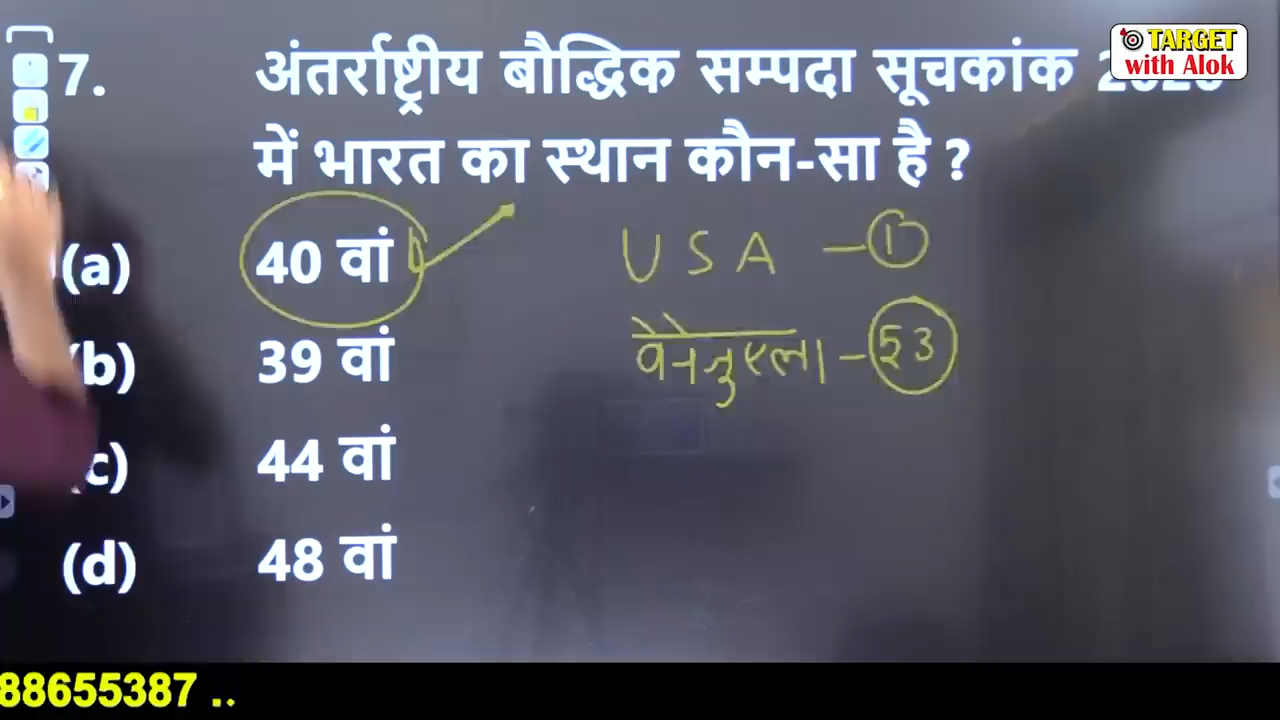 TARGET
with Alok
7. अंतर्राष्ट्रीय बौद्धिक सम्पदा सूचकांक
में भारत का स्थान कौन-सा है ?
(a) 40 वां
USA - 1
(b) 39 वां
वेनेजुएला - 53
(c) 44 वां
(d) 48 वां
88655387 ..